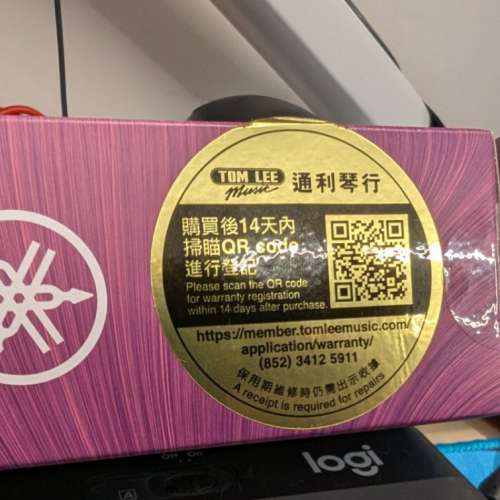 TOM LEE
Music
通利琴行
購買後14天內
掃瞄QR code
進行登記
Please scan the QR code
for warranty registration
within 14 days after purchase.
https://member.tomleemusic.com/
application/warranty/
(852) 3412 5911
保用期維修時仍需出示收據
A receipt is required for repairs
Off On
logi
A